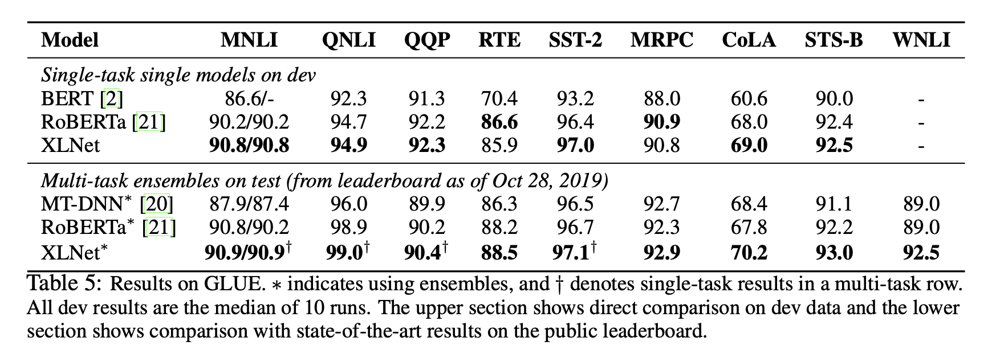 Model MNLI QNLI QQP RTE SST-2 MRPC CoLA STS-B WNLI
Single-task single models on dev
BERT [2] 86.6/- 92.3 91.3 70.4 93.2 88.0 60.6 90.0 -
RoBERTa [21] 90.2/90.2 94.7 92.2 86.6 96.4 90.9 68.0 92.4 -
XLNet 90.8/90.8 94.9 92.3 85.9 97.0 90.8 69.0 92.5 -
Multi-task ensembles on test (from leaderboard as of Oct 28, 2019)
MT-DNN* [20] 87.9/87.4 96.0 89.9 86.3 96.5 92.7 68.4 91.1 89.0
RoBERTa* [21] 90.8/90.2 98.9 90.2 88.2 96.7 92.3 67.8 92.2 89.0
XLNet* 90.9/90.9† 99.0† 90.4† 88.5 97.1† 92.9 70.2 93.0 92.5
Table 5: Results on GLUE. * indicates using ensembles, and † denotes single-task results in a multi-task row.
All dev results are the median of 10 runs. The upper section shows direct comparison on dev data and the lower
section shows comparison with state-of-the-art results on the public leaderboard.